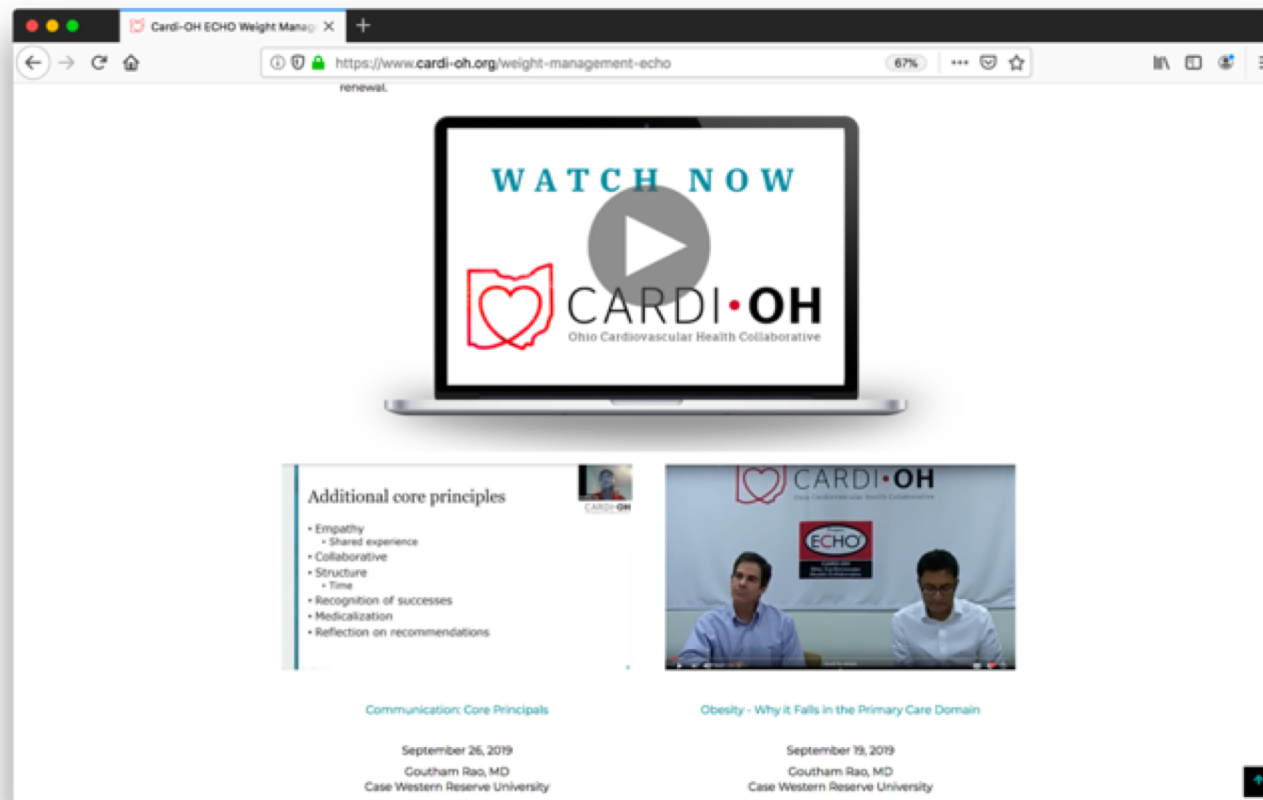 Cardi-OH ECHO Weight Manag
https://www.cardi-oh.org/weight-management-echo
67%
renewal.
WATCH NOW
CARDI•OH
Ohio Cardiovascular Health Collaborative
Additional core principles
• Empathy
• Shared experience
• Collaborative
• Structure
• Time
• Recognition of successes
• Medicalization
• Reflection on recommendations
CARDI•OH
CARDI•OH
Ohio Cardiovascular Health Collaborative
ECHO
Communication: Core Principals
September 26, 2019
Goutham Rao, MD
Case Western Reserve University
Obesity - Why it Falls in the Primary Care Domain
September 19, 2019
Goutham Rao, MD
Case Western Reserve University